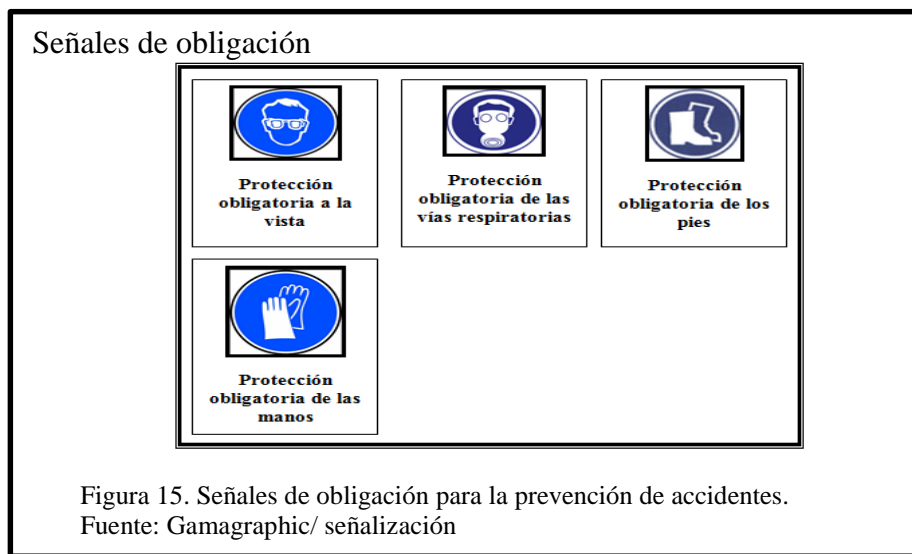 Señales de obligación
Protección
obligatoria a la
vista
Protección
obligatoria de las
vías respiratorias
Protección
obligatoria de los
pies
Protección
obligatoria de las
manos
Figura 15. Señales de obligación para la prevención de accidentes.
Fuente: Gamagraphic/ señalización